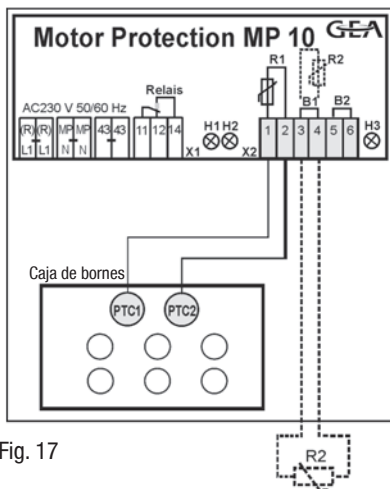 Motor Protection MP 10 GEA
R1 R2
Relais
AC230 V 50/60 Hz
H1 H2 B1 B2 H3
(R) (R) MP MP 43 43 11 12 14 1 2 3 4 5 6
L1 L1 N N X1 X2
Caja de bornes
PTC1 PTC2
Fig. 17
R2